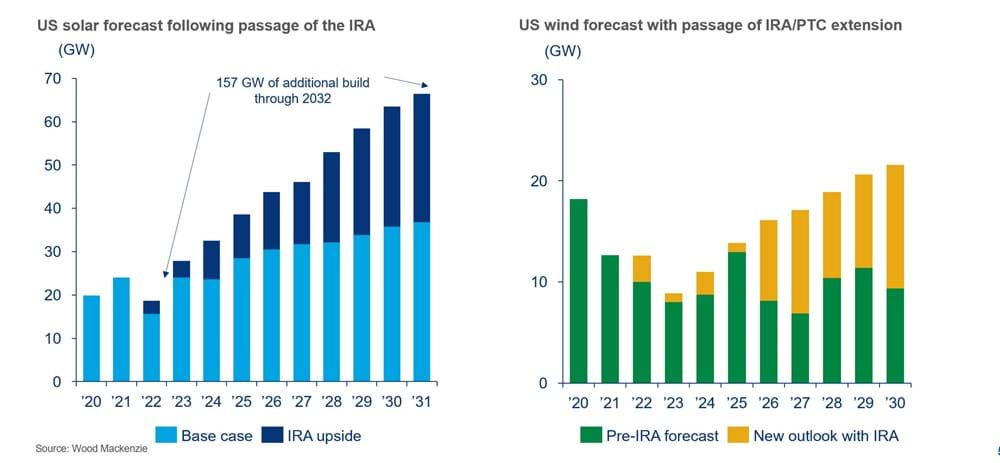 US solar forecast following passage of the IRA
(GW)
157 GW of additional build
through 2032
70
60
50
40
30
20
10
0
'20 '21 '22 '23 '24 '25 '26 '27 '28 '29 '30 '31
Base case IRA upside
Source: Wood Mackenzie
US wind forecast with passage of IRA/PTC extension
(GW)
30
20
10
0
'20 '21 '22 '23 '24 '25 '26 '27 '28 '29 '30
Pre-IRA forecast New outlook with IRA